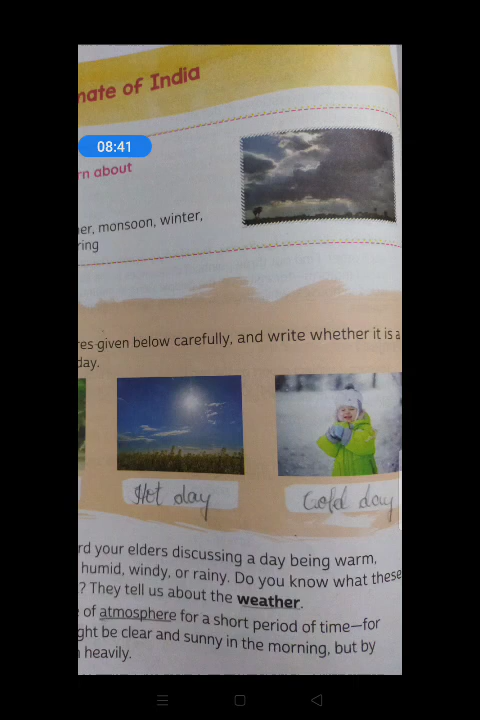 mate of India
08:41
rn about
er, monsoon, winter,
ring
res given below carefully, and write whether it is a
day.
Hot day
Cold day
rd your elders discussing a day being warm,
humid, windy, or rainy. Do you know what these
? They tell us about the weather.
e of atmosphere for a short period of time—for
ght be clear and sunny in the morning, but by
heavily.